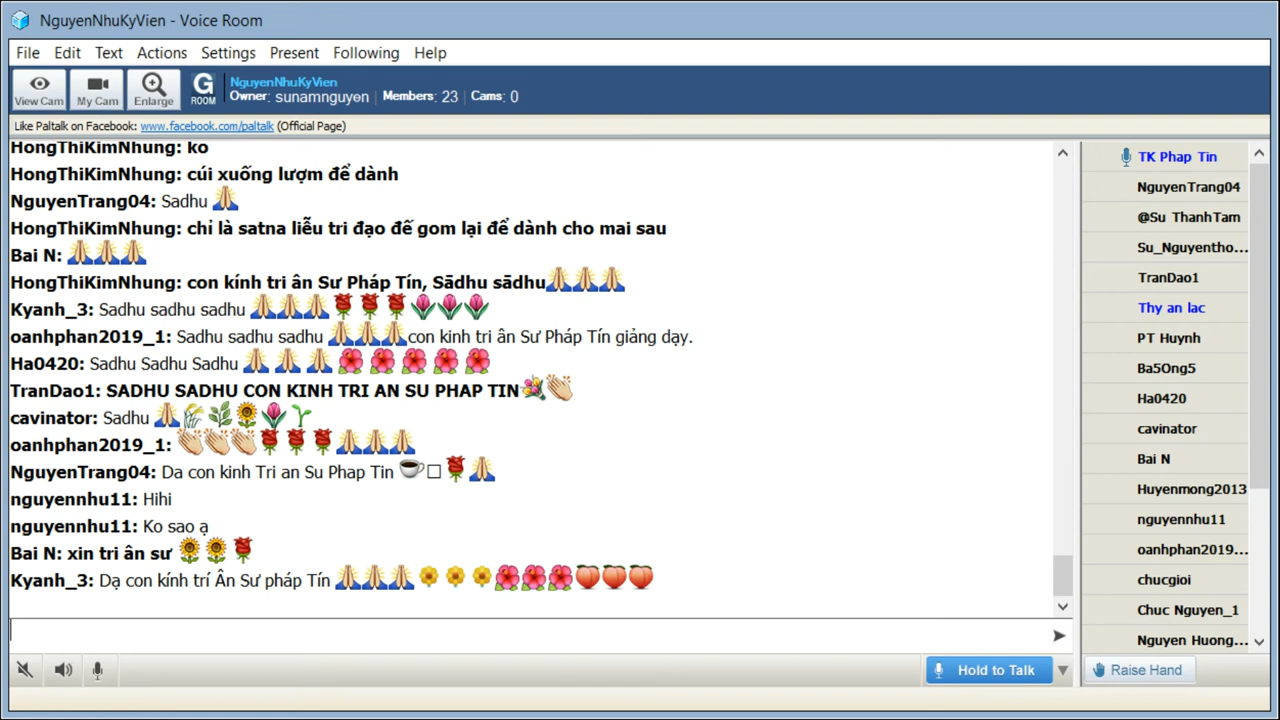 NguyenNhuKyVien - Voice Room
File Edit Text Actions Settings Present Following Help
View Cam My Cam Enlarge G ROOM
NguyenNhuKyVien
Owner: sunamnguyen Members: 23 Cams: 0
Like Paltalk on Facebook: www.facebook.com/paltalk (Official Page)
HongThiKimNhung: ko
HongThiKimNhung: cúi xuống lượm để dành
NguyenTrang04: Sadhu 🙏
HongThiKimNhung: chỉ là satna liễu tri đạo đế gom lại để dành cho mai sau
Bai N: 🙏🙏🙏
HongThiKimNhung: con kính tri ân Sư Pháp Tín, Sādhu sādhu🙏🙏🙏
Kyanh_3: Sadhu sadhu sadhu 🙏🙏🙏🌹🌹🌹🌷🌷🌷
oanhphan2019_1: Sadhu sadhu sadhu 🙏🙏🙏con kinh tri ân Sư Pháp Tín giảng dạy.
Ha0420: Sadhu Sadhu Sadhu 🙏 🙏 🙏 🌺 🌺 🌺 🌺 🌺
TranDao1: SADHU SADHU CON KINH TRI AN SU PHAP TIN💐👏
cavinator: Sadhu 🙏🌾🌿🌻🌷🌱
oanhphan2019_1: 👏👏👏🌹🌹🌹🙏🙏🙏
NguyenTrang04: Da con kinh Tri an Su Phap Tin ☕□🌹🙏
nguyennhu11: Hihi
nguyennhu11: Ko sao ạ
Bai N: xin tri ân sư 🌻🌻🌹
Kyanh_3: Dạ con kính trí Ân Sư pháp Tín 🙏🙏🙏🌼🌼🌼🌺🌺🌺🍑🍑🍑
Hold to Talk
TK Phap Tin
NguyenTrang04
@Su ThanhTam
Su_Nguyentho...
TranDao1
Thy an lac
PT Huynh
Ba5Ong5
Ha0420
cavinator
Bai N
Huyenmong2013
nguyennhu11
oanhphan2019...
chucgioi
Chuc Nguyen_1
Nguyen Huong...
Raise Hand